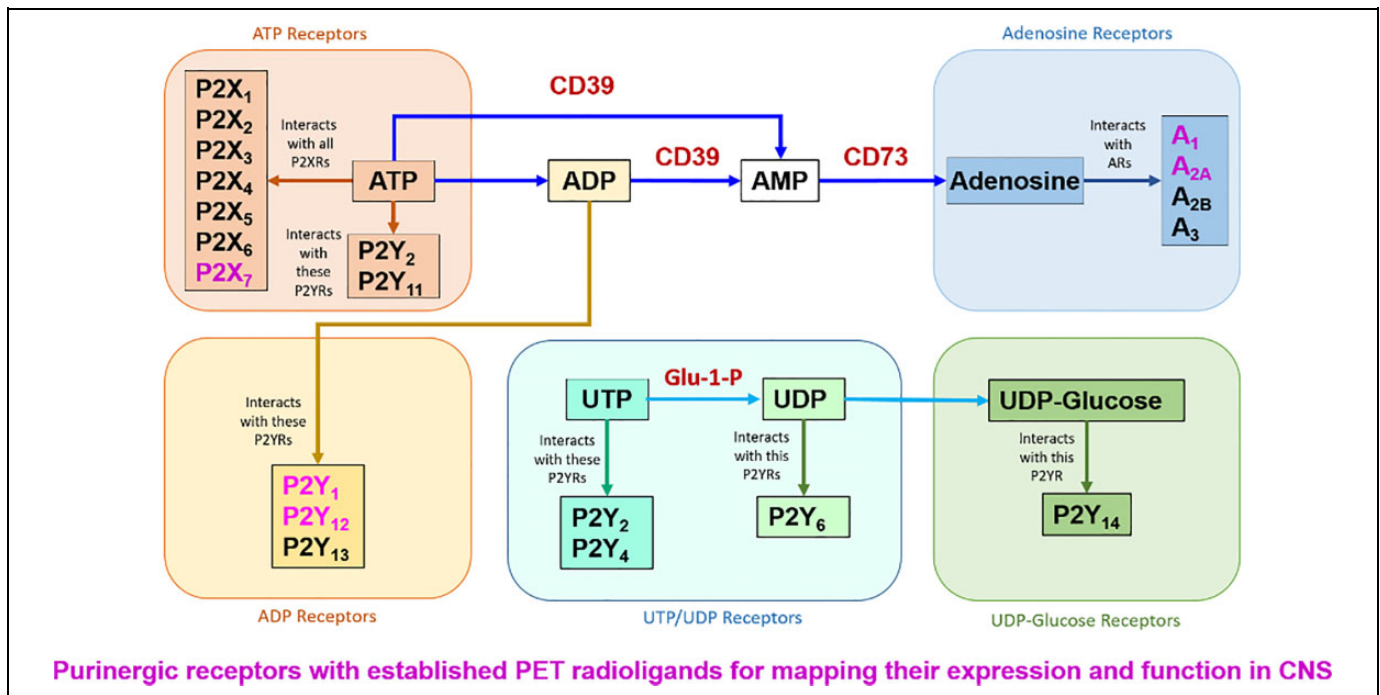 ATP Receptors
P2X₁
P2X₂
P2X₃
P2X₄
P2X₅
P2X₆
P2X₇
Interacts
with all
P2XRs
ATP
Interacts
with
these
P2YRs
P2Y₂
P2Y₁₁
CD39
ADP
CD39
AMP
CD73
Adenosine Receptors
Adenosine
Interacts
with
ARs
A₁
A₂A
A₂B
A₃
Interacts
with these
P2YRs
P2Y₁
P2Y₁₂
P2Y₁₃
ADP Receptors
UTP
Glu-1-P
UDP
Interacts
with these
P2YRs
P2Y₂
P2Y₄
Interacts
with this
P2YRs
P2Y₆
UTP/UDP Receptors
UDP-Glucose
Interacts
with this
P2YR
P2Y₁₄
UDP-Glucose Receptors
Purinergic receptors with established PET radioligands for mapping their expression and function in CNS